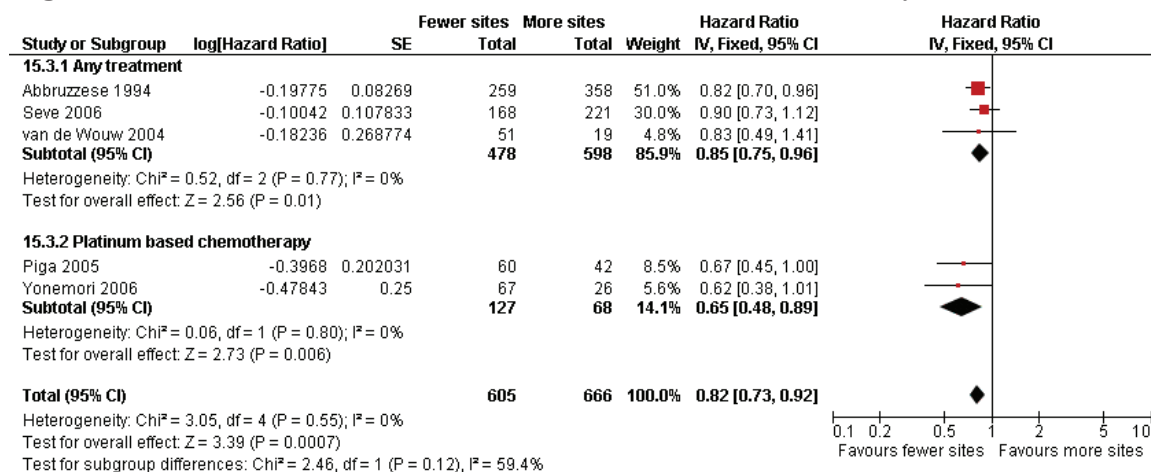 Fewer sites More sites Hazard Ratio Hazard Ratio
Study or Subgroup log[Hazard Ratio] SE Total Total Weight IV, Fixed, 95% CI IV, Fixed, 95% CI
15.3.1 Any treatment
Abbruzzese 1994 -0.19775 0.08269 259 358 51.0% 0.82 [0.70, 0.96]
Seve 2006 -0.10042 0.107833 168 221 30.0% 0.90 [0.73, 1.12]
van de Wouw 2004 -0.18236 0.268774 51 19 4.8% 0.83 [0.49, 1.41]
Subtotal (95% CI) 478 598 85.9% 0.85 [0.75, 0.96]
Heterogeneity: Chi² = 0.52, df = 2 (P = 0.77); I² = 0%
Test for overall effect: Z = 2.56 (P = 0.01)
15.3.2 Platinum based chemotherapy
Piga 2005 -0.3968 0.202031 60 42 8.5% 0.67 [0.45, 1.00]
Yonemori 2006 -0.47843 0.25 67 26 5.6% 0.62 [0.38, 1.01]
Subtotal (95% CI) 127 68 14.1% 0.65 [0.48, 0.89]
Heterogeneity: Chi² = 0.06, df = 1 (P = 0.80); I² = 0%
Test for overall effect: Z = 2.73 (P = 0.006)
Total (95% CI) 605 666 100.0% 0.82 [0.73, 0.92]
Heterogeneity: Chi² = 3.05, df = 4 (P = 0.55); I² = 0%
Test for overall effect: Z = 3.39 (P = 0.0007)
Test for subgroup differences: Chi² = 2.46, df = 1 (P = 0.12), I² = 59.4%
0.1 0.2 0.5 1 2 5 10
Favours fewer sites Favours more sites